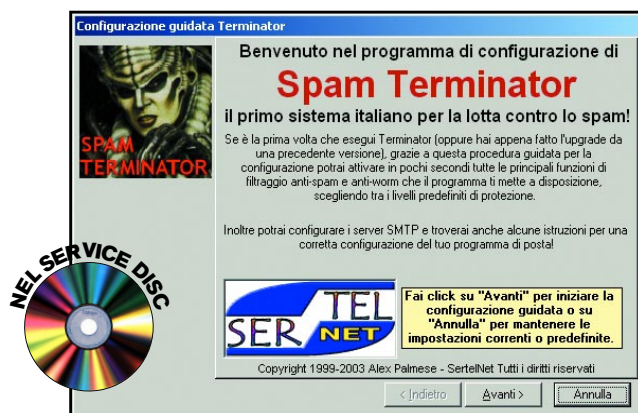 Configurazione guidata Terminator
SPAM
TERMINATOR
Benvenuto nel programma di configurazione di
Spam Terminator
il primo sistema italiano per la lotta contro lo spam!
Se è la prima volta che esegui Terminator (oppure hai appena fatto l'upgrade da
una precedente versione), grazie a questa procedura guidata per la
configurazione potrai attivare in pochi secondi tutte le principali funzioni di
filtraggio anti-spam e anti-worm che il programma ti mette a disposizione,
scegliendo tra i livelli predefiniti di protezione.
Inoltre potrai configurare i server SMTP e troverai anche alcune istruzioni per una
corretta configurazione del tuo programma di posta!
NEL SERVICE DISC
SER TEL
NET
Fai click su "Avanti" per iniziare la
configurazione guidata o su
"Annulla" per mantenere le
impostazioni correnti o predefinite.
Copyright 1999-2003 Alex Palmese - SertelNet Tutti i diritti riservati
< Indietro
Avanti >
Annulla